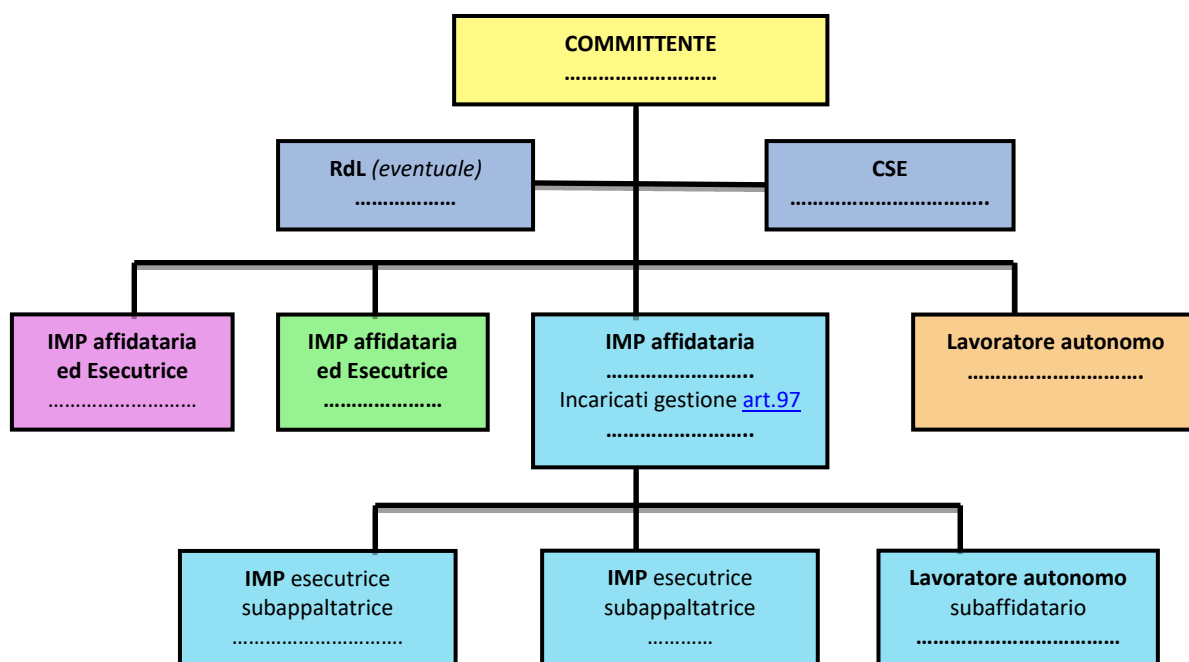 COMMITTENTE
………………………
RdL (eventuale)
………………
CSE
……………………………..
IMP affidataria
ed Esecutrice
………………………
IMP affidataria
ed Esecutrice
…………………
IMP affidataria
……………………..
Incaricati gestione art.97
……………………..
Lavoratore autonomo
……………………….
IMP esecutrice
subappaltatrice
……………………….
IMP esecutrice
subappaltatrice
…………
Lavoratore autonomo
subaffidatario
………………………………